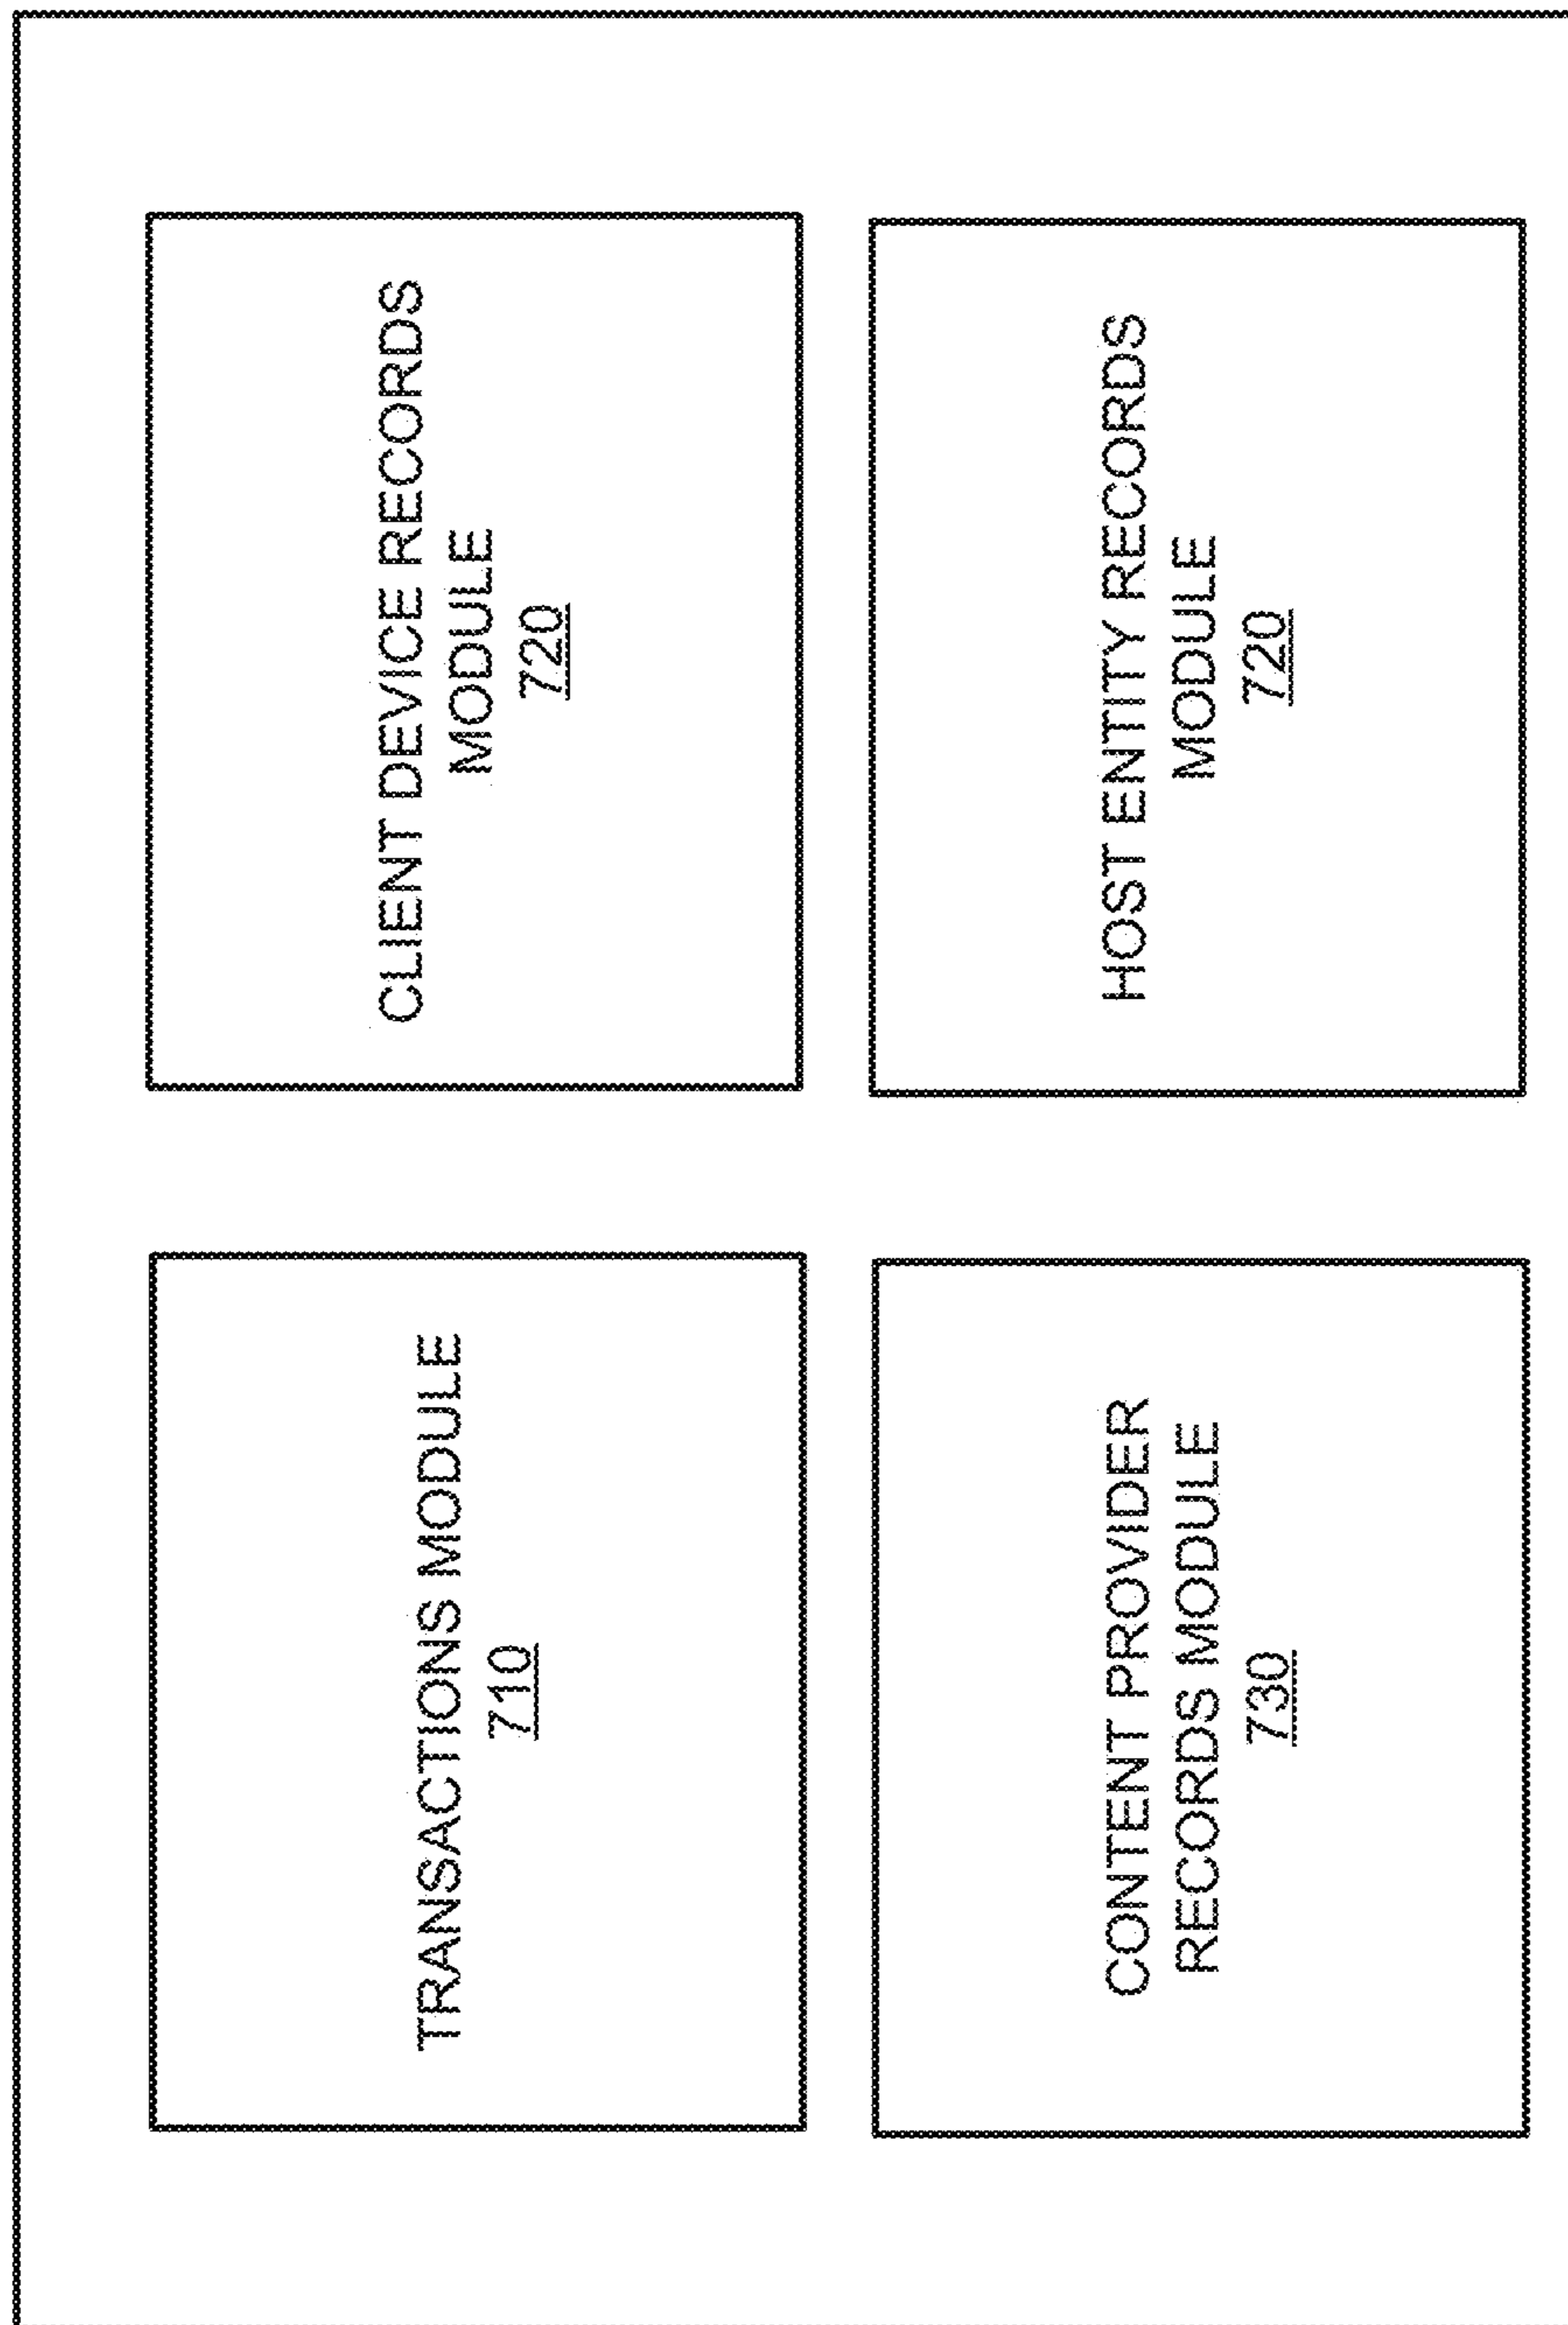 TRANSACTIONS MODULE
710
CLIENT DEVICE RECORDS
MODULE
720
CONTENT PROVIDER
RECORDS MODULE
730
HOST ENTITY RECORDS
MODULE
720